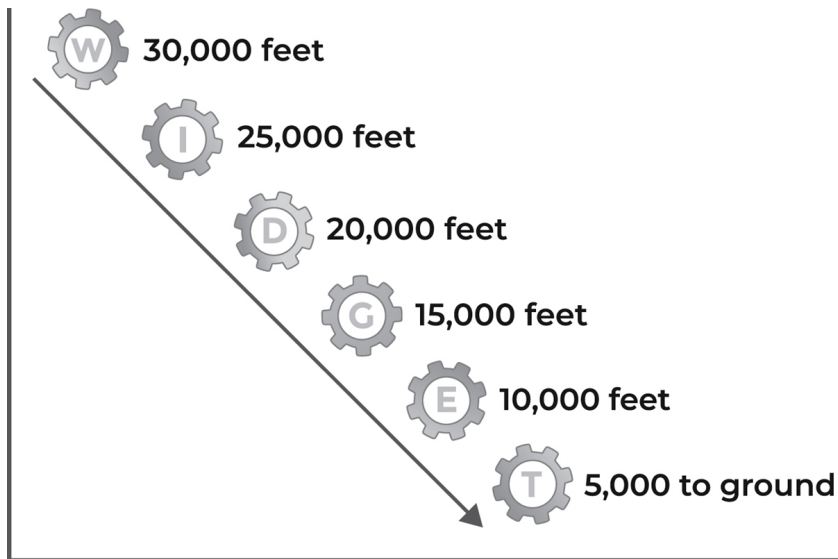 W 30,000 feet
I 25,000 feet
D 20,000 feet
G 15,000 feet
E 10,000 feet
T 5,000 to ground